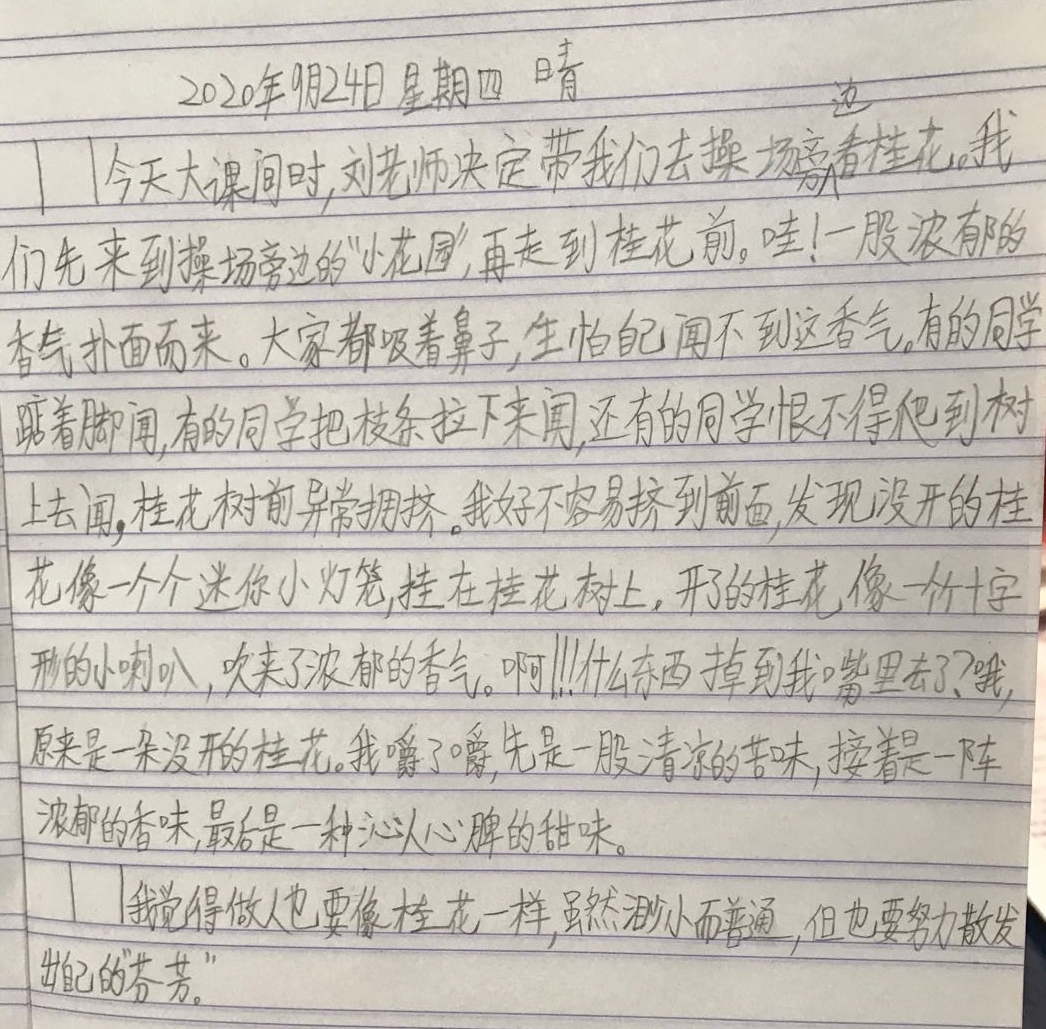 2020年9月24日 星期四 晴
今天大课间时,刘老师决定带我们去操场旁边看桂花。我
们先来到操场旁边的“小花园”,再走到桂花前。哇!一股浓郁的
香气扑面而来。大家都吸着鼻子,生怕自己闻不到这香气。有的同学
踮着脚闻,有的同学把枝条拉下来闻,还有的同学恨不得爬到树
上去闻,桂花树前异常拥挤。我好不容易挤到前面,发现没开的桂
花像一个个迷你小灯笼,挂在桂花树上。开了的桂花,像一个个十字
形的小喇叭,吹来了浓郁的香气。啊!!!什么东西掉到我嘴里去了?哦,
原来是一朵没开的桂花。我嚼了嚼,先是一股清凉的苦味,接着是一阵
浓郁的香味,最后是一种沁人心脾的甜味。
我觉得做人也要像桂花一样,虽然渺小而普通,但也要努力散发
出自己的“芬芳。”